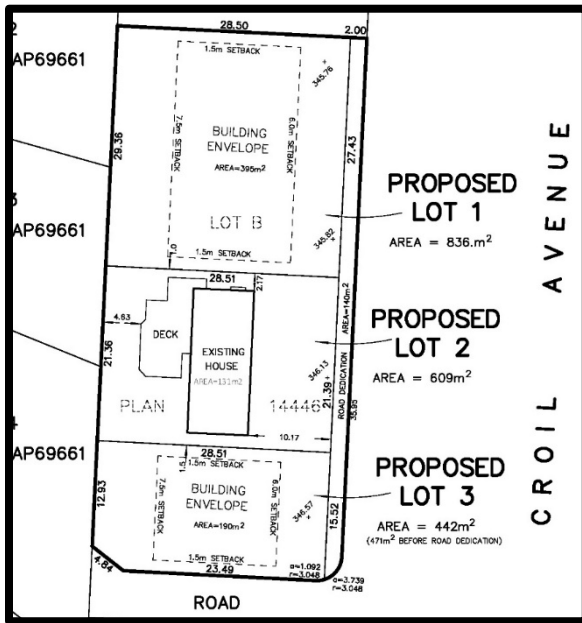 28.50
2.00
2
AP69661
1.5m SETBACK
345.76
7.5m SETBACK
6.0m SETBACK
BUILDING
ENVELOPE
AREA=395m²
29.36
27.43
LOT B
PROPOSED
LOT 1
AREA = 836.m²
3
AP69661
345.82
1.5m SETBACK
1.0
28.51
2.17
AREA=140m²
ROAD DEDICATION
4.63
DECK
EXISTING
HOUSE
AREA=131m²
21.36
346.13
21.39
35.95
PROPOSED
LOT 2
AREA = 609m²
PLAN
14446
10.17
4
AP69661
28.51
1.5
1.5m SETBACK
7.5m SETBACK
6.0m SETBACK
BUILDING
ENVELOPE
AREA=190m²
12.93
346.57
15.52
PROPOSED
LOT 3
AREA = 442m²
(471m² BEFORE ROAD DEDICATION)
1.5m SETBACK
4.84
23.49
a=1.092
r=3.048
a=3.739
r=3.048
ROAD
CROIL AVENUE